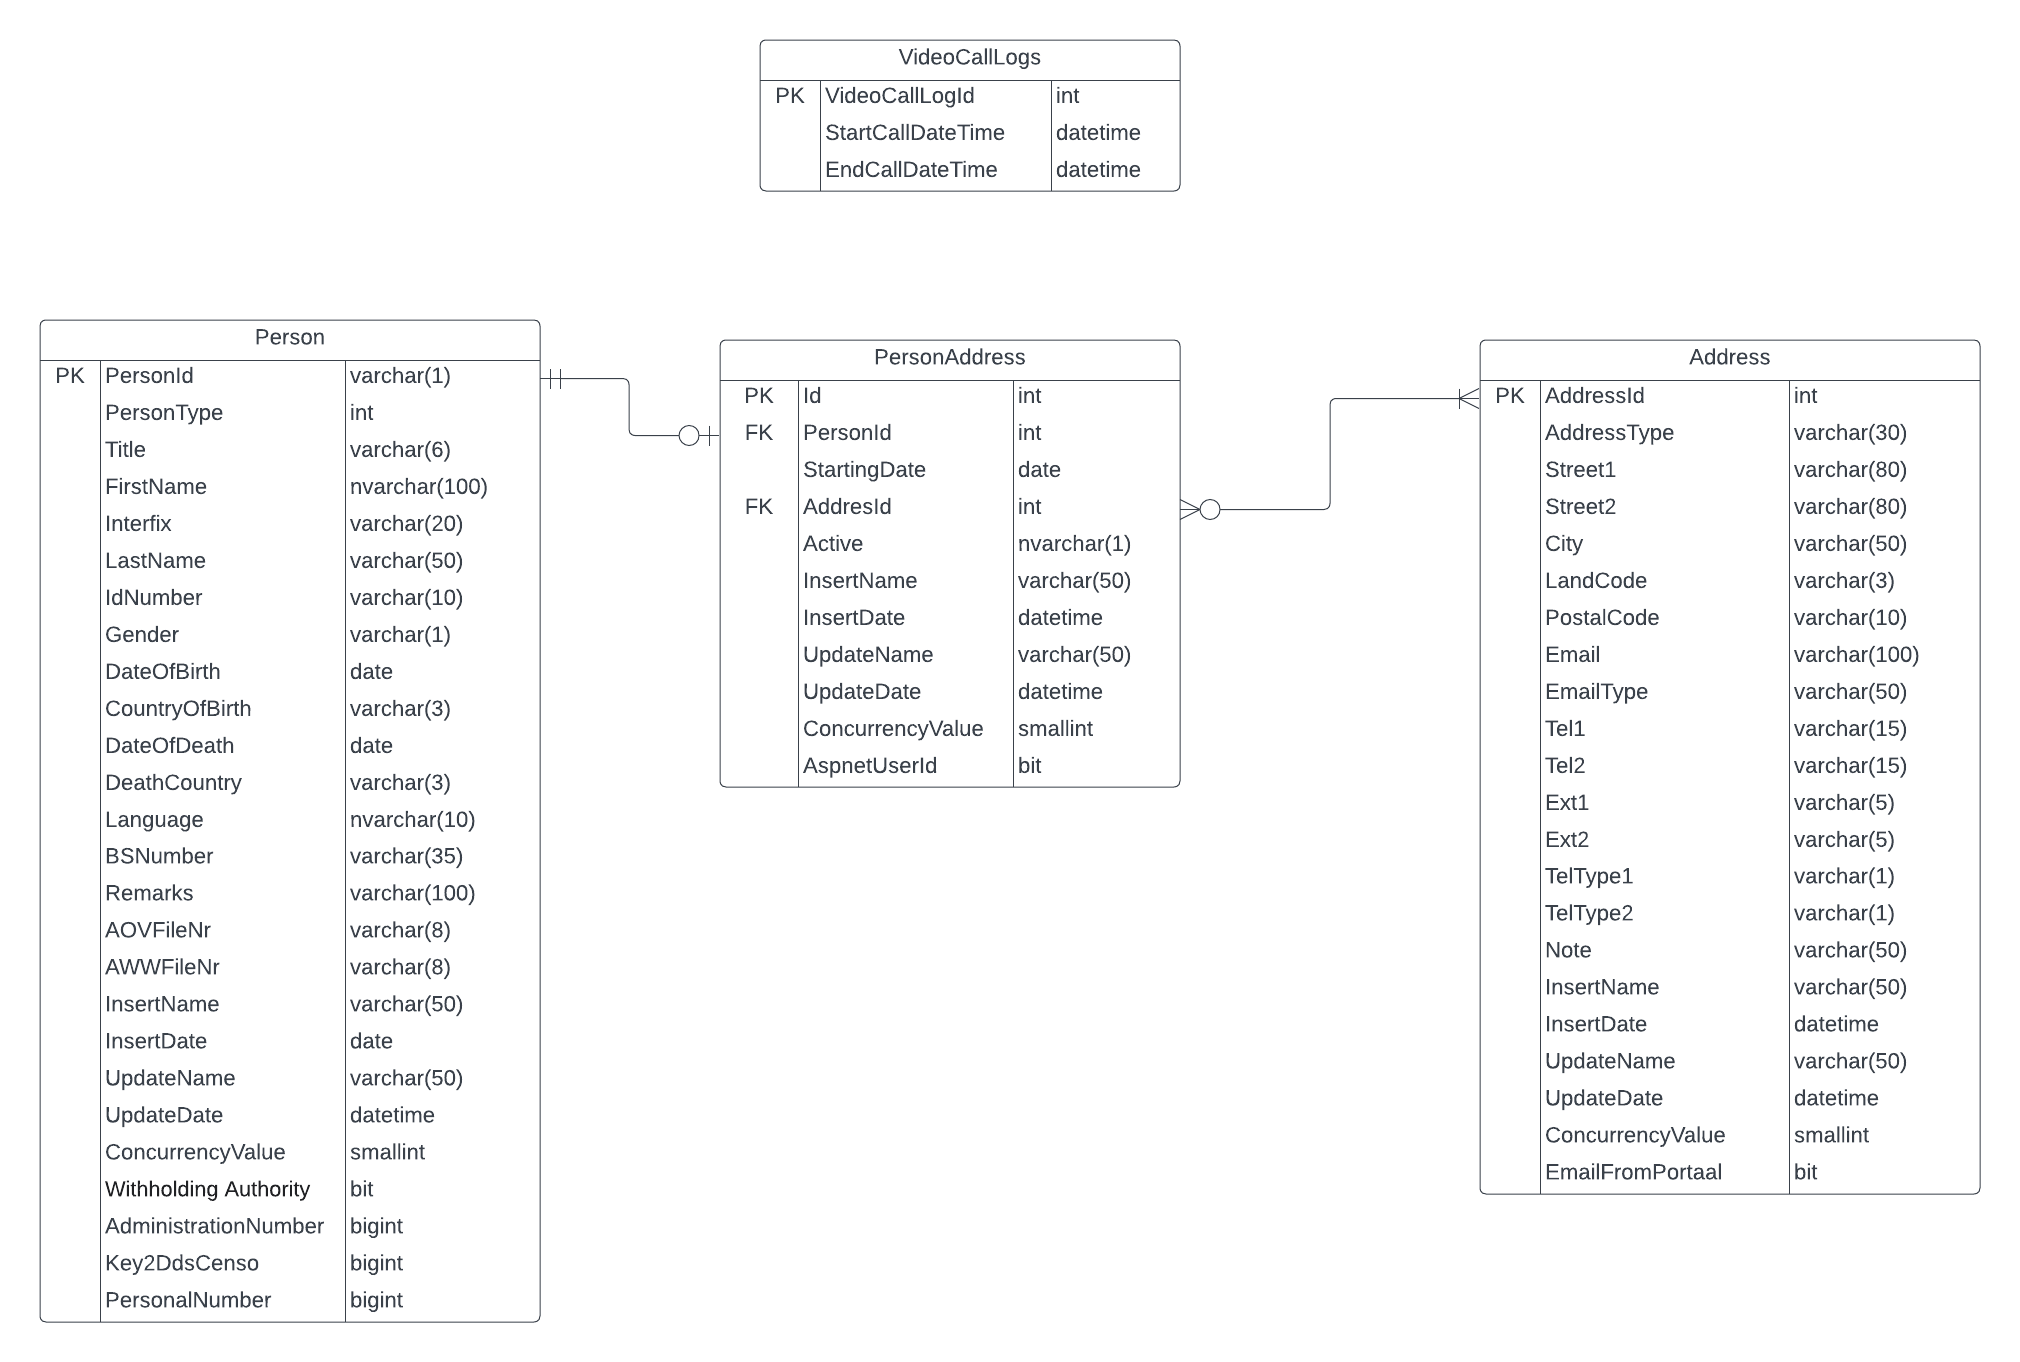 VideoCallLogs
PK VideoCallLogId int
StartCallDateTime datetime
EndCallDateTime datetime
Person
PK PersonId varchar(1)
PersonType int
Title varchar(6)
FirstName nvarchar(100)
Interfix varchar(20)
LastName varchar(50)
IdNumber varchar(10)
Gender varchar(1)
DateOfBirth date
CountryOfBirth varchar(3)
DateOfDeath date
DeathCountry varchar(3)
Language nvarchar(10)
BSNumber varchar(35)
Remarks varchar(100)
AOVFileNr varchar(8)
AWWFileNr varchar(8)
InsertName varchar(50)
InsertDate date
UpdateName varchar(50)
UpdateDate datetime
ConcurrencyValue smallint
Withholding Authority bit
AdministrationNumber bigint
Key2DdsCenso bigint
PersonalNumber bigint
PersonAddress
PK Id int
FK PersonId int
StartingDate date
FK AddresId int
Active nvarchar(1)
InsertName varchar(50)
InsertDate datetime
UpdateName varchar(50)
UpdateDate datetime
ConcurrencyValue smallint
AspnetUserId bit
Address
PK AddressId int
AddressType varchar(30)
Street1 varchar(80)
Street2 varchar(80)
City varchar(50)
LandCode varchar(3)
PostalCode varchar(10)
Email varchar(100)
EmailType varchar(50)
Tel1 varchar(15)
Tel2 varchar(15)
Ext1 varchar(5)
Ext2 varchar(5)
TelType1 varchar(1)
TelType2 varchar(1)
Note varchar(50)
InsertName varchar(50)
InsertDate datetime
UpdateName varchar(50)
UpdateDate datetime
ConcurrencyValue smallint
EmailFromPortaal bit